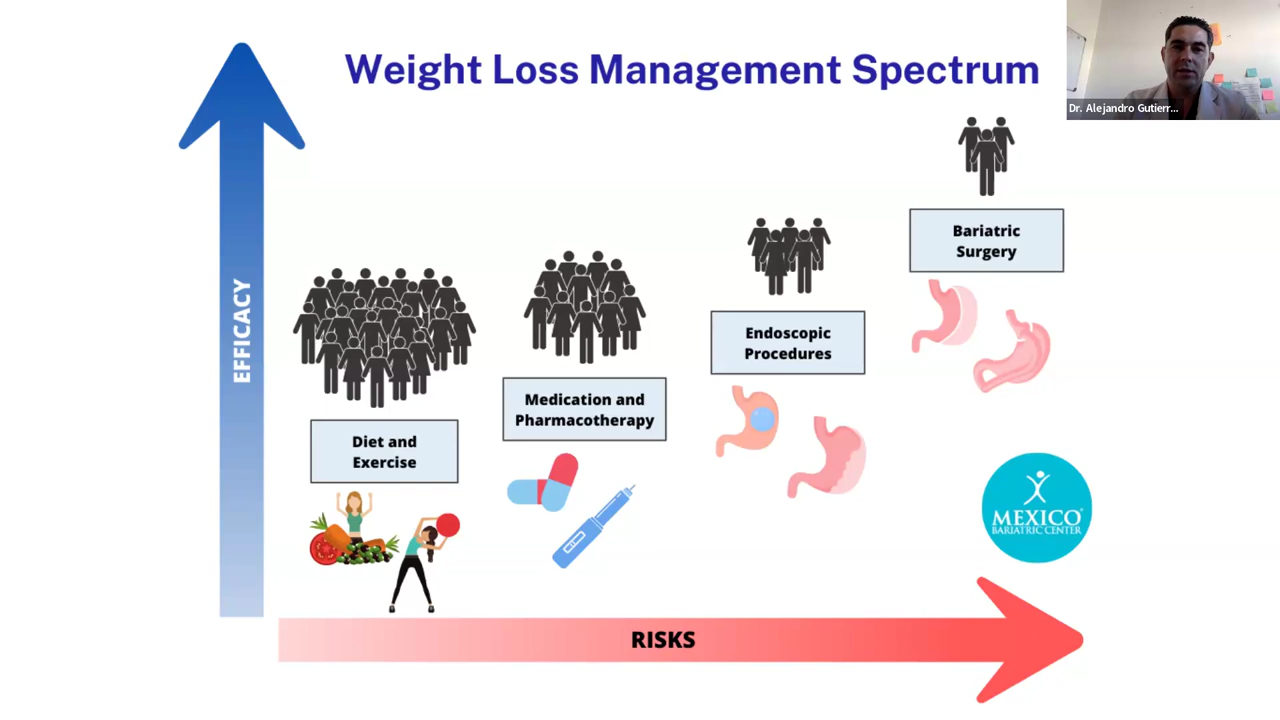 Weight Loss Management Spectrum
Dr. Alejandro Gutierr...
EFFICACY
Bariatric
Surgery
Endoscopic
Procedures
Medication and
Pharmacotherapy
Diet and
Exercise
MEXICO
BARIATRIC CENTER
RISKS